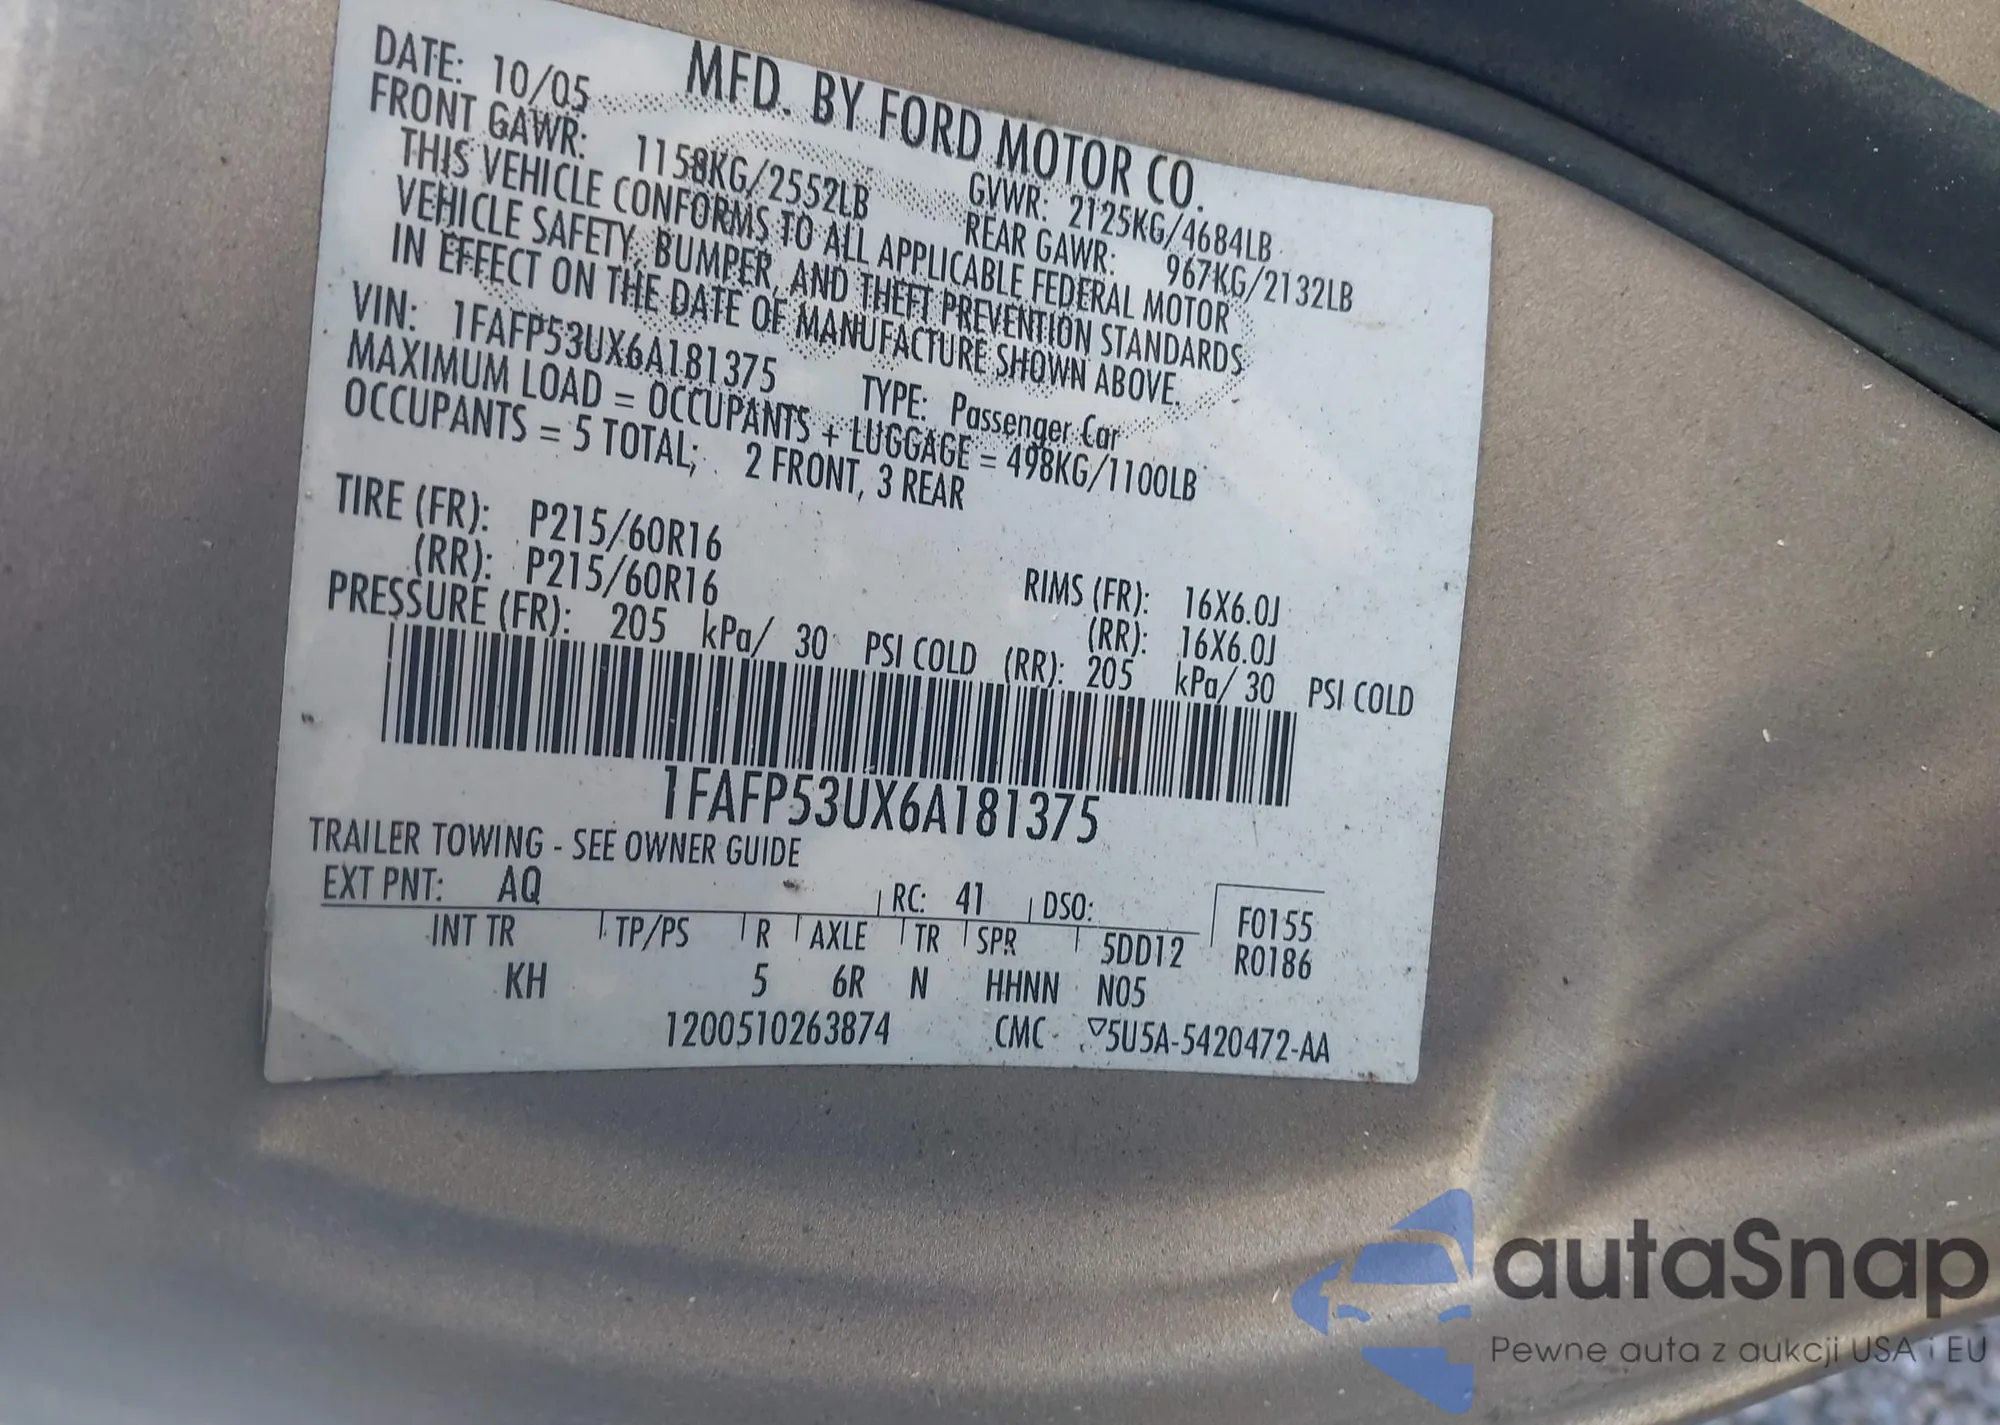 MFD. BY FORD MOTOR CO.
DATE: 10/05 GVWR: 2125KG/4684LB
FRONT GAWR: 1158KG/2552LB REAR GAWR: 967KG/2132LB
THIS VEHICLE CONFORMS TO ALL APPLICABLE FEDERAL MOTOR
VEHICLE SAFETY, BUMPER, AND THEFT PREVENTION STANDARDS
IN EFFECT ON THE DATE OF MANUFACTURE SHOWN ABOVE.
VIN: 1FAFP53UX6A181375 TYPE: Passenger Car
MAXIMUM LOAD = OCCUPANTS + LUGGAGE = 498KG/1100LB
OCCUPANTS = 5 TOTAL; 2 FRONT, 3 REAR
TIRE (FR): P215/60R16 RIMS (FR): 16X6.0J
(RR): P215/60R16 (RR): 16X6.0J
PRESSURE (FR): 205 kPa/ 30 PSI COLD (RR): 205 kPa/ 30 PSI COLD
1FAFP53UX6A181375
TRAILER TOWING - SEE OWNER GUIDE
EXT PNT: AQ RC: 41 DSO: F0155
INT TR TP/PS R AXLE TR SPR 5DD12 R0186
KH 5 6R N HHNN N05
1200510263874 CMC ▽5U5A-5420472-AA
autaSnap
Pewne auta z aukcji USA i EU